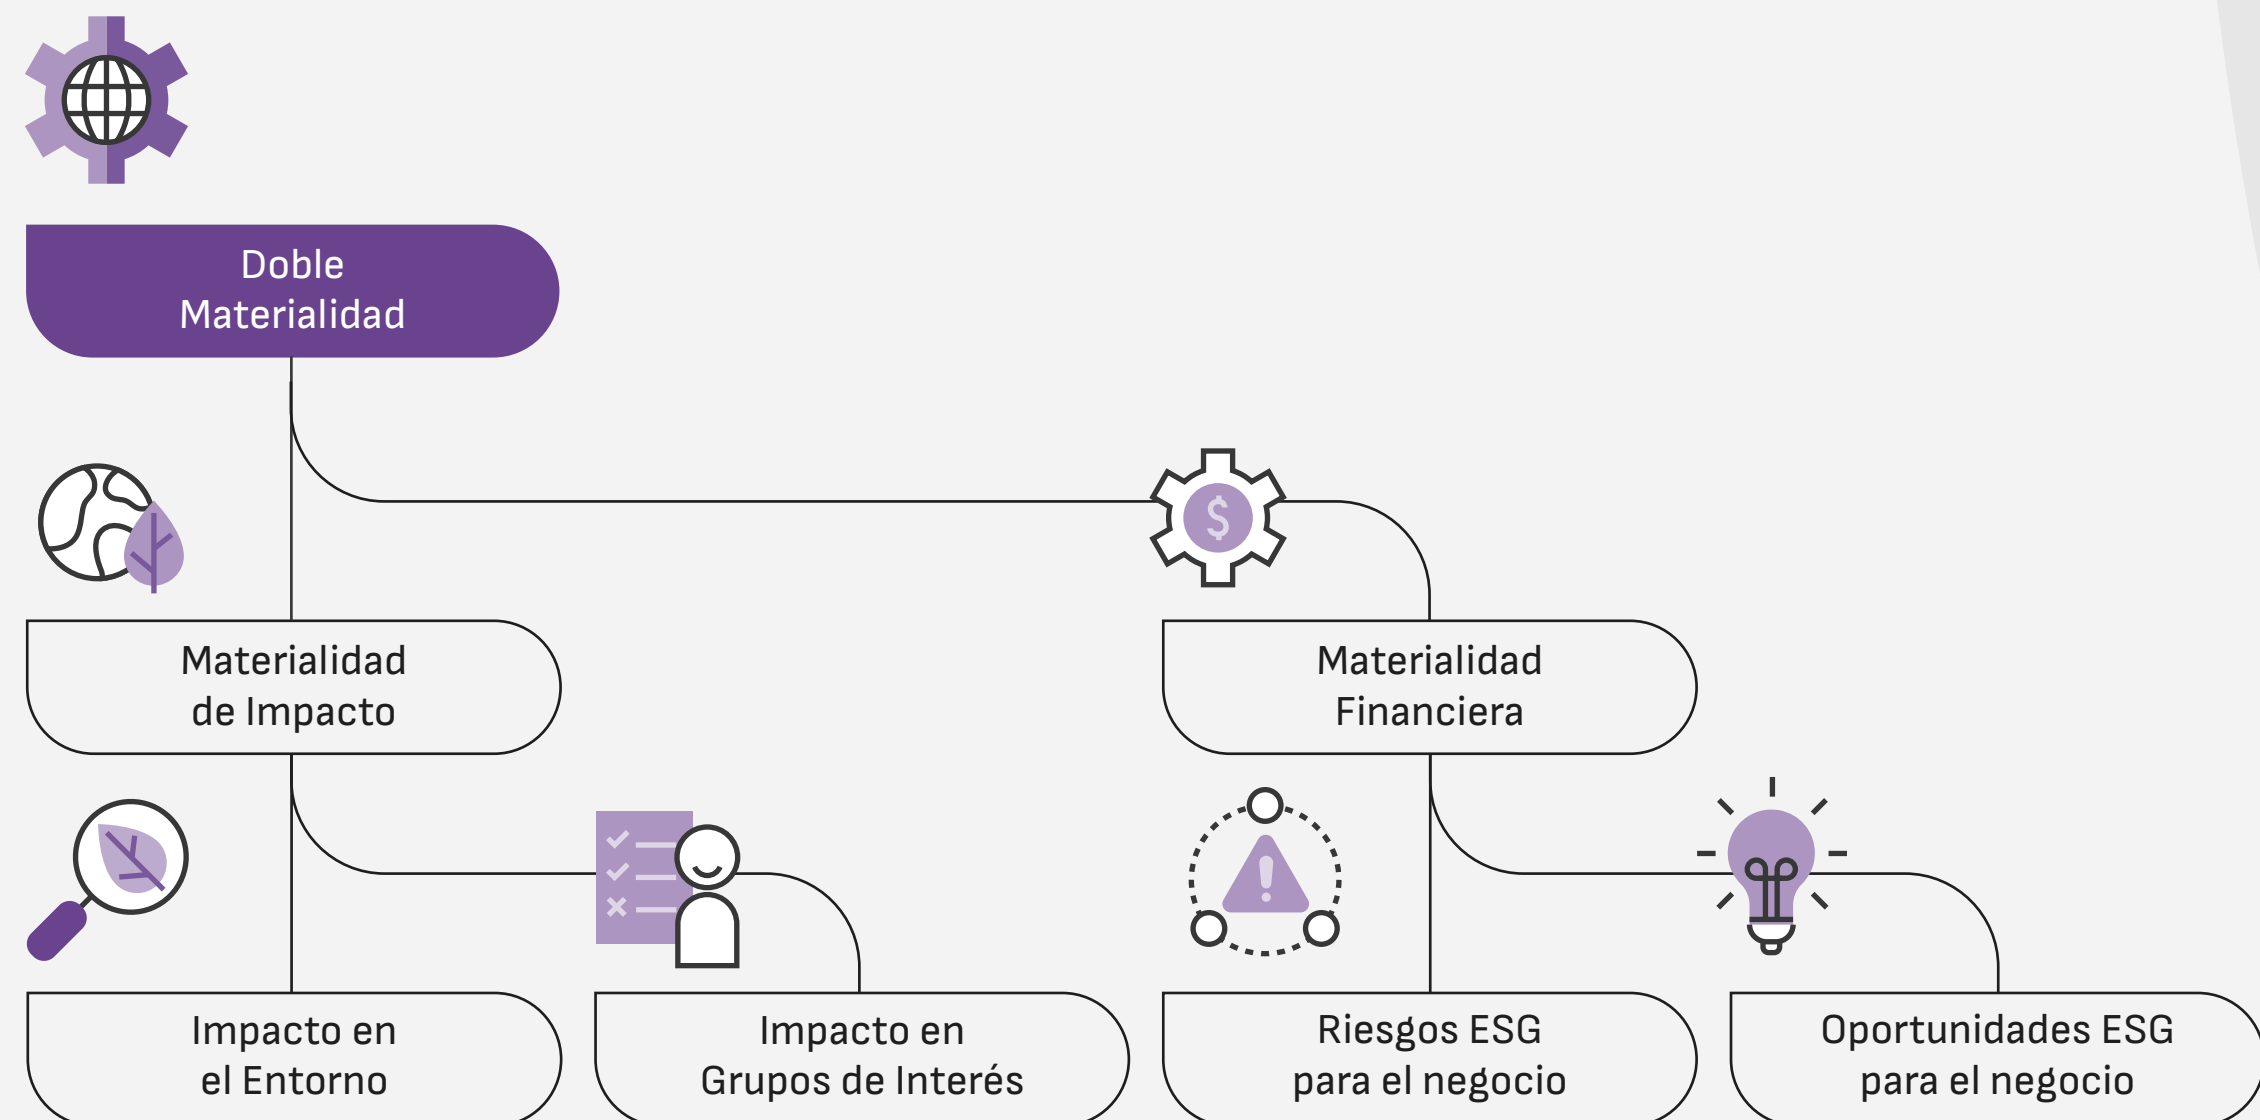 Doble
Materialidad
$
Materialidad
de Impacto
Materialidad
Financiera
Impacto en
el Entorno
Impacto en
Grupos de Interés
Riesgos ESG
para el negocio
Oportunidades ESG
para el negocio